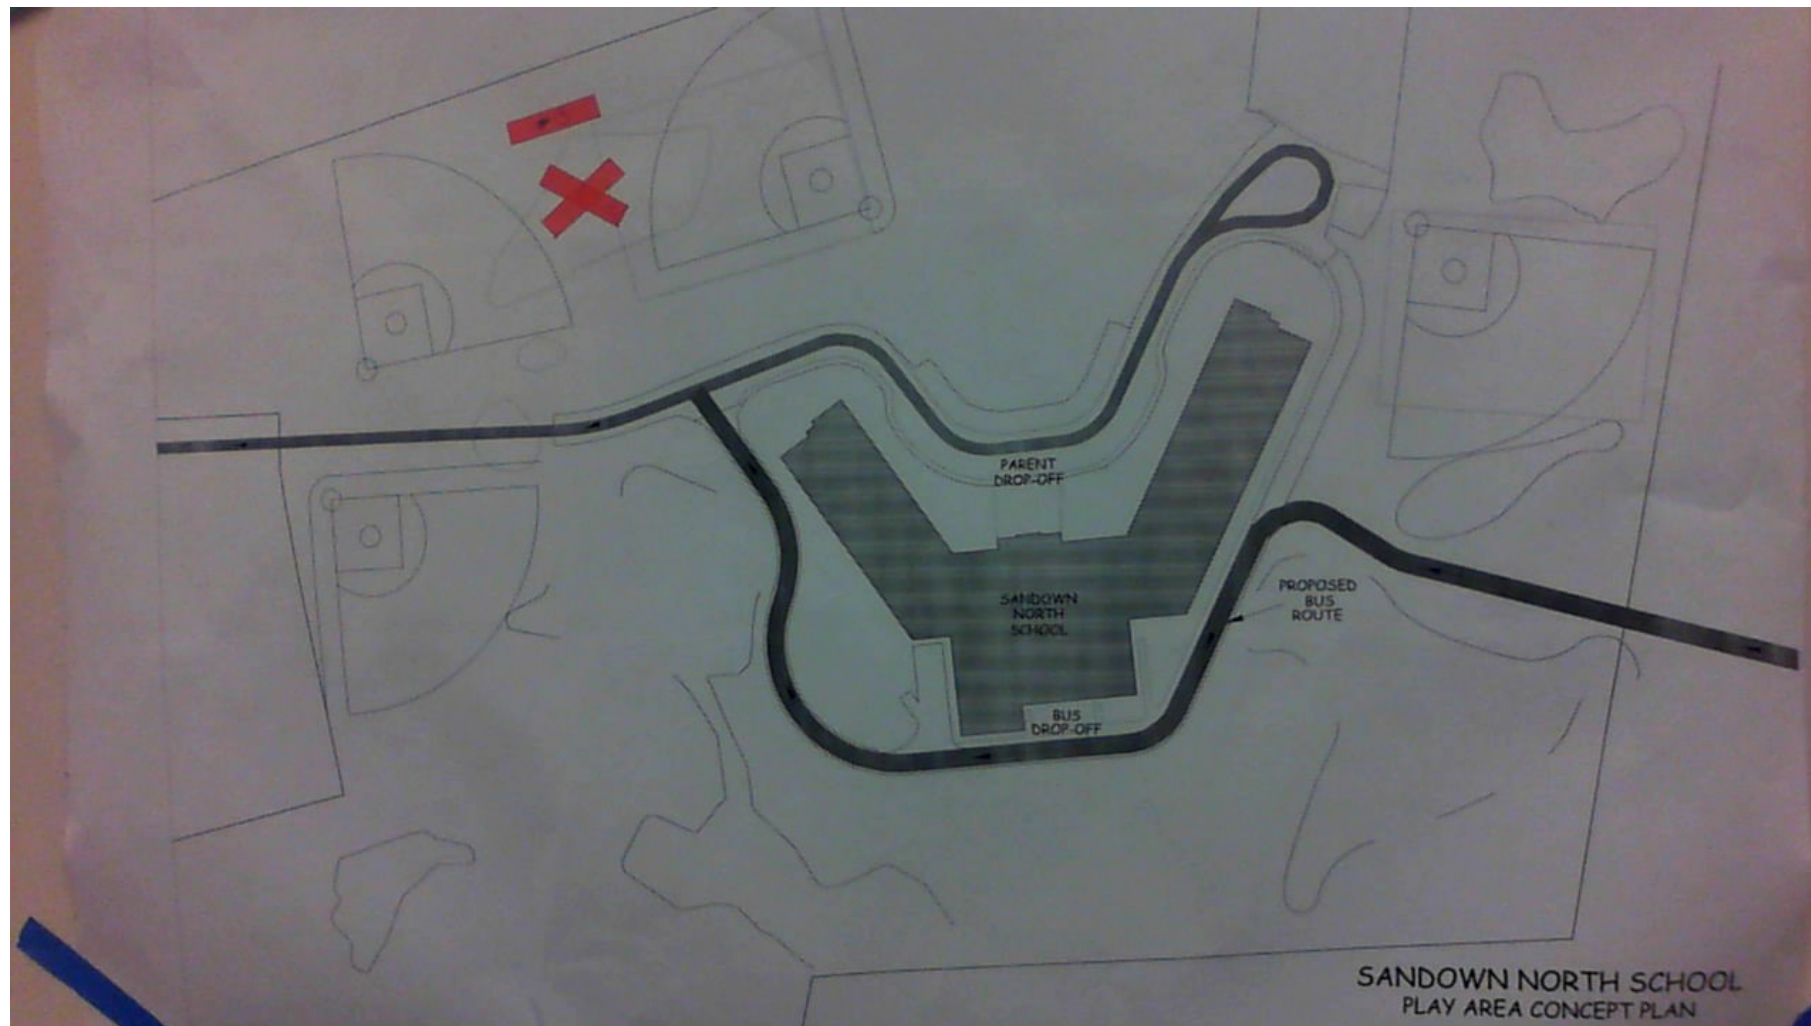 PARENT
DROP-OFF
SANDOWN
NORTH
SCHOOL
PROPOSED
BUS
ROUTE
BUS
DROP-OFF
SANDOWN NORTH SCHOOL
PLAY AREA CONCEPT PLAN